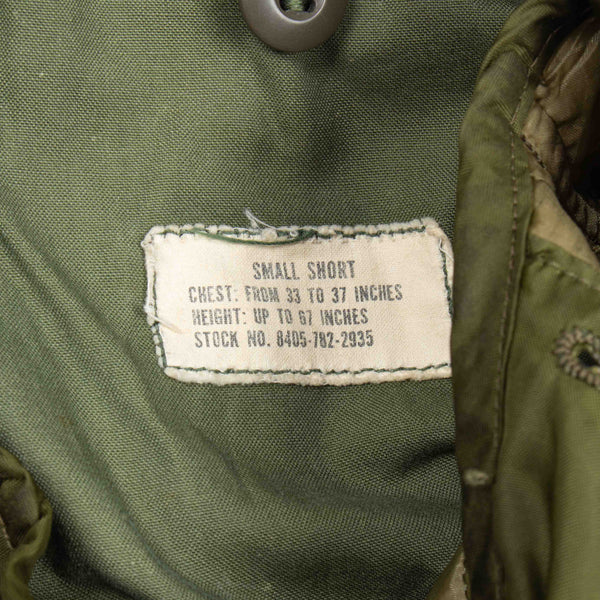 SMALL SHORT
CHEST: FROM 33 TO 37 INCHES
HEIGHT: UP TO 67 INCHES
STOCK NO. 8405-782-2935